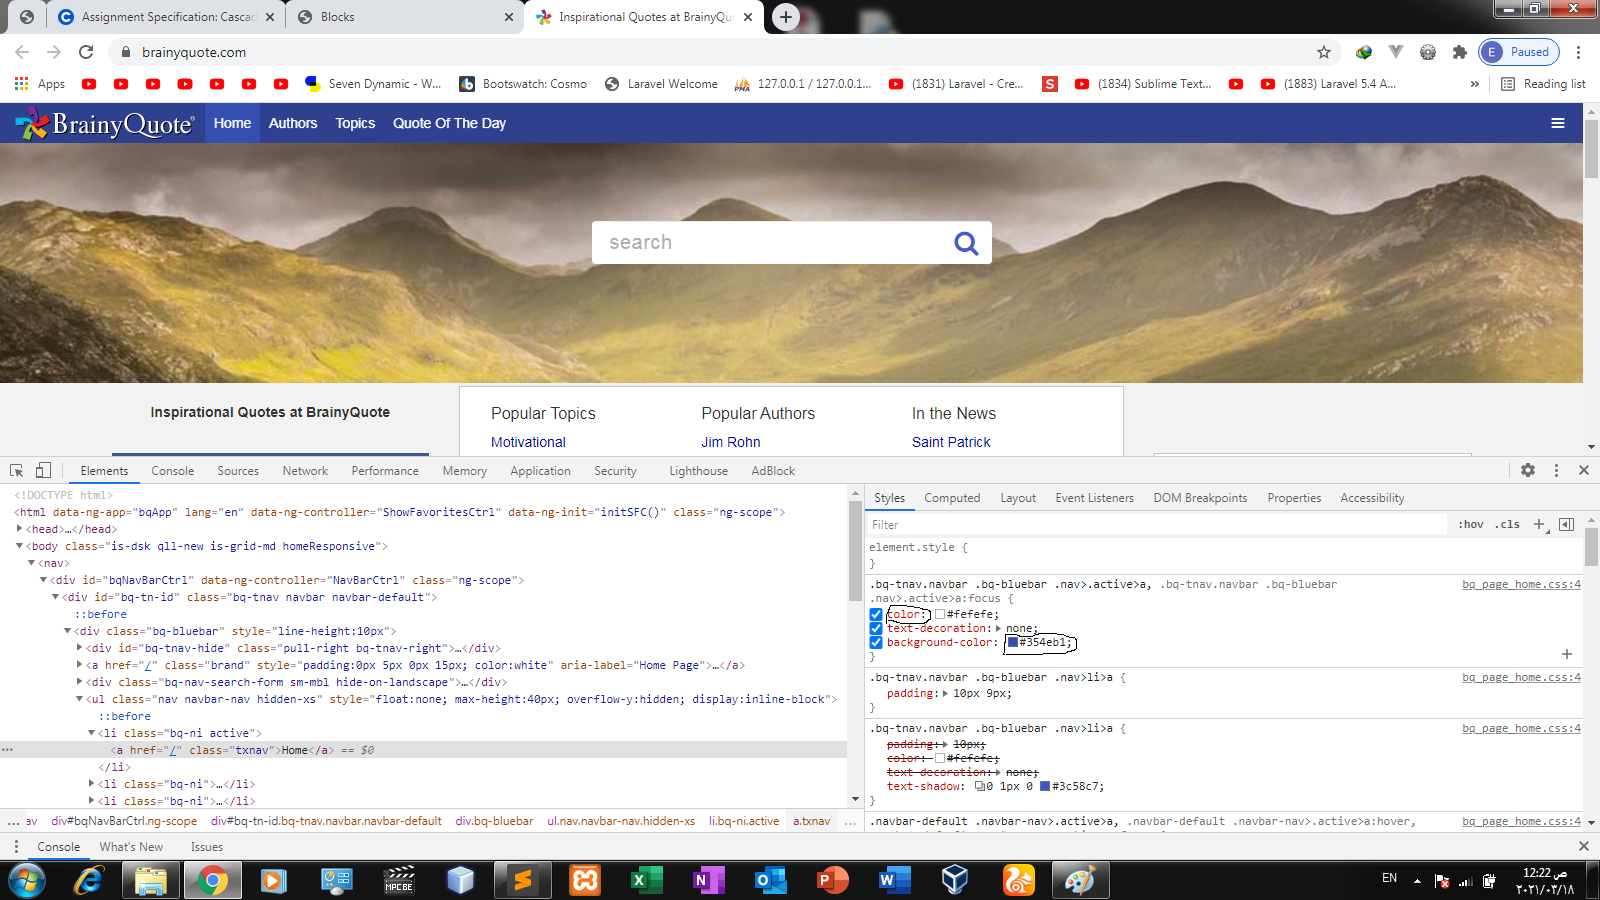 Assignment Specification: Casca
Blocks
Inspirational Quotes at BrainyQu
brainyquote.com
E Paused
Apps
Seven Dynamic - W...
Bootswatch: Cosmo
Laravel Welcome
127.0.0.1 / 127.0.0.1...
(1831) Laravel - Cre...
(1834) Sublime Text...
(1883) Laravel 5.4 A...
»
Reading list
BrainyQuote®
Home Authors Topics Quote Of The Day
search
Inspirational Quotes at BrainyQuote
Popular Topics Popular Authors In the News
Motivational Jim Rohn Saint Patrick
Elements Console Sources Network Performance Memory Application Security Lighthouse AdBlock
<!DOCTYPE html>
<html data-ng-app="bqApp" lang="en" data-ng-controller="ShowFavoritesCtrl" data-ng-init="initSFC()" class="ng-scope">
<head>…</head>
<body class="is-dsk qll-new is-grid-md homeResponsive">
<nav>
<div id="bqNavBarCtrl" data-ng-controller="NavBarCtrl" class="ng-scope">
<div id="bq-tn-id" class="bq-tnav navbar navbar-default">
::before
<div class="bq-bluebar" style="line-height:10px">
<div id="bq-tnav-hide" class="pull-right bq-tnav-right">…</div>
<a href="/" class="brand" style="padding:0px 5px 0px 15px; color:white" aria-label="Home Page">…</a>
<div class="bq-nav-search-form sm-mbl hide-on-landscape">…</div>
<ul class="nav navbar-nav hidden-xs" style="float:none; max-height:40px; overflow-y:hidden; display:inline-block">
::before
<li class="bq-ni active">
<a href="/" class="txnav">Home</a> == $0
</li>
<li class="bq-ni">…</li>
<li class="bq-ni">…</li>
... av div#bqNavBarCtrl.ng-scope div#bq-tn-id.bq-tnav.navbar.navbar-default div.bq-bluebar ul.nav.navbar-nav.hidden-xs li.bq-ni.active a.txnav ...
Styles Computed Layout Event Listeners DOM Breakpoints Properties Accessibility
Filter :hov .cls
element.style {
}
.bq-tnav.navbar .bq-bluebar .nav>.active>a, .bq-tnav.navbar .bq-bluebar bq_page_home.css:4
.nav>.active>a:focus {
color: #fefefe;
text-decoration: none;
background-color: #354eb1;
}
.bq-tnav.navbar .bq-bluebar .nav>li>a { bq_page_home.css:4
padding: 10px 9px;
}
.bq-tnav.navbar .bq-bluebar .nav>li>a { bq_page_home.css:4
padding: 10px;
color: #fefefe;
text-decoration: none;
text-shadow: 0 1px 0 #3c58c7;
}
.navbar-default .navbar-nav>.active>a, .navbar-default .navbar-nav>.active>a:hover, bq_page_home.css:4
Console What's New Issues
EN
12:22 ص
٢٠٢١/٠٣/١٨